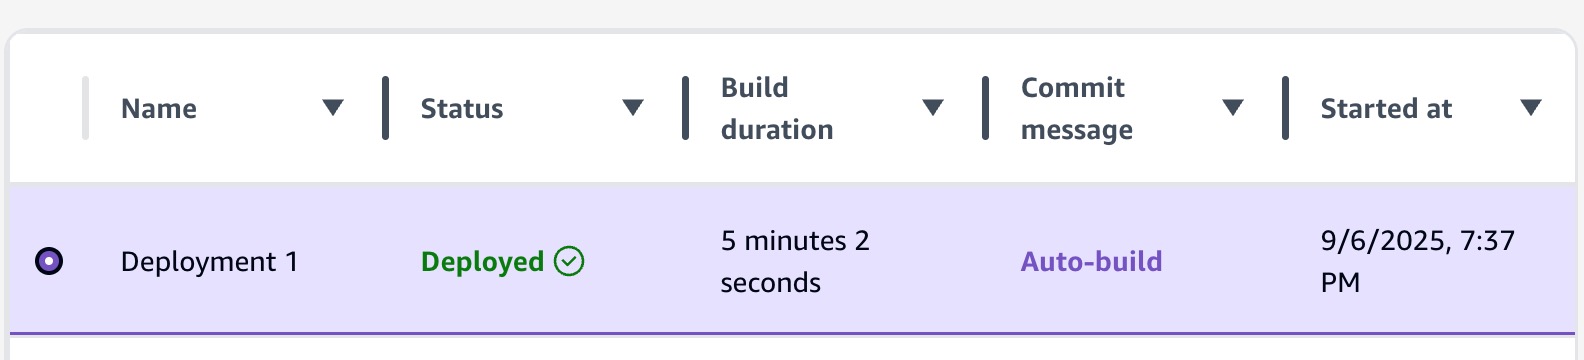 Name
Status
Build
duration
Commit
message
Started at
Deployment 1
Deployed
5 minutes 2
seconds
Auto-build
9/6/2025, 7:37
PM